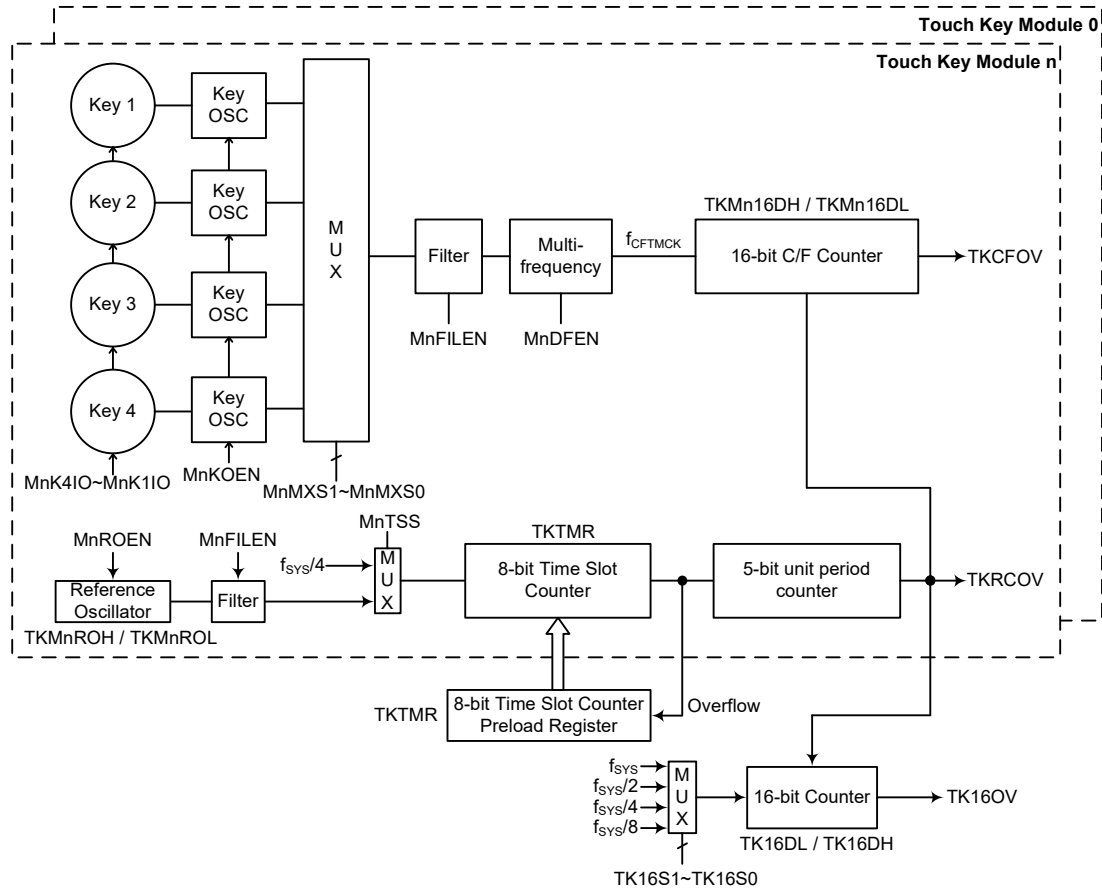 Touch Key Module 0
Touch Key Module n
Key 1
Key
OSC
Key 2
Key
OSC
Key 3
Key
OSC
Key 4
Key
OSC
M
U
X
Filter
Multi-
frequency
fCFTMCK
TKMn16DH / TKMn16DL
16-bit C/F Counter
TKCFOV
MnFILEN
MnDFEN
MnK4IO~MnK1IO
MnKOEN
MnMXS1~MnMXS0
MnROEN
MnFILEN
MnTSS
fSYS/4
M
U
X
Reference
Oscillator
Filter
TKMnROH / TKMnROL
TKTMR
8-bit Time Slot
Counter
5-bit unit period
counter
TKRCOV
TKTMR
8-bit Time Slot Counter
Preload Register
Overflow
fSYS
fSYS/2
fSYS/4
fSYS/8
M
U
X
16-bit Counter
TK16OV
TK16DL / TK16DH
TK16S1~TK16S0